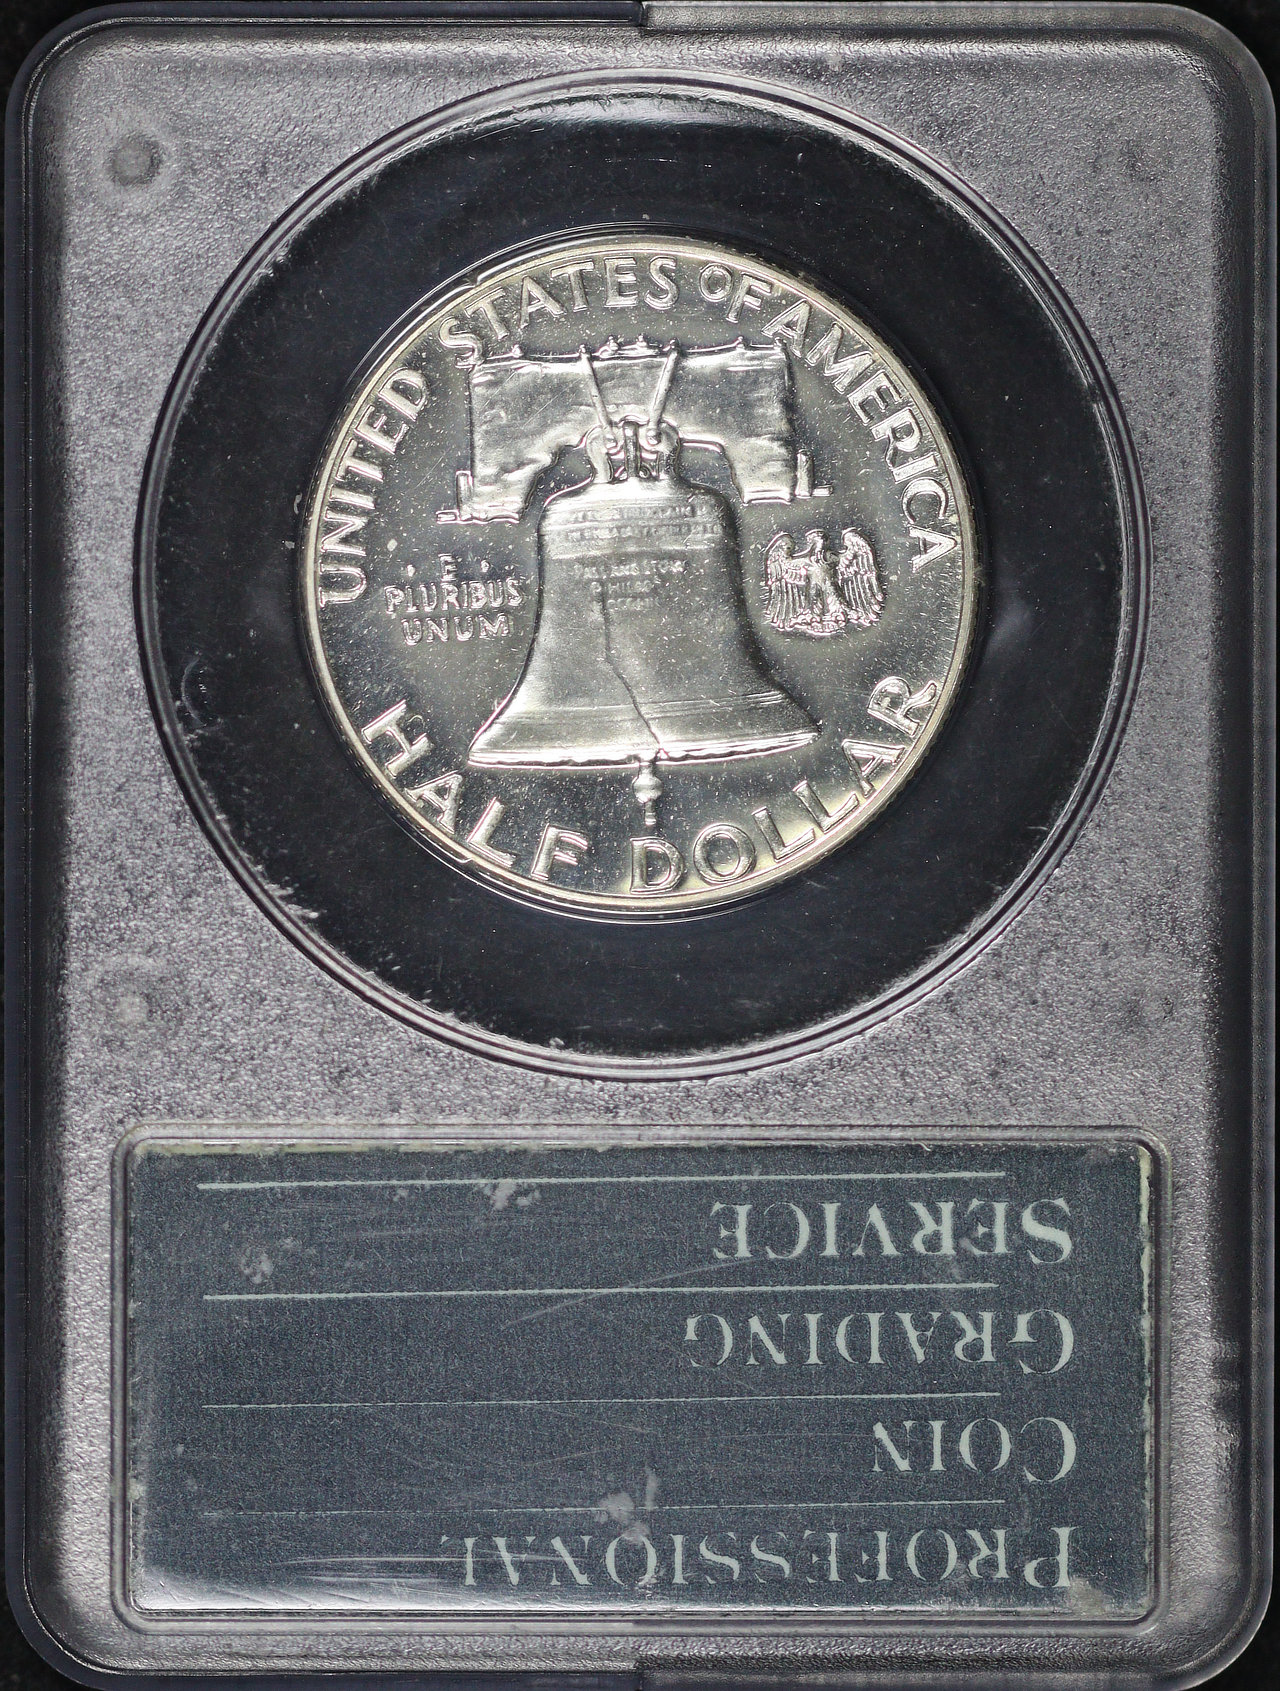 UNITED STATES OF AMERICA
E
PLURIBUS
UNUM
HALF DOLLAR
PROFESSIONAL
COIN
GRADING
SERVICE